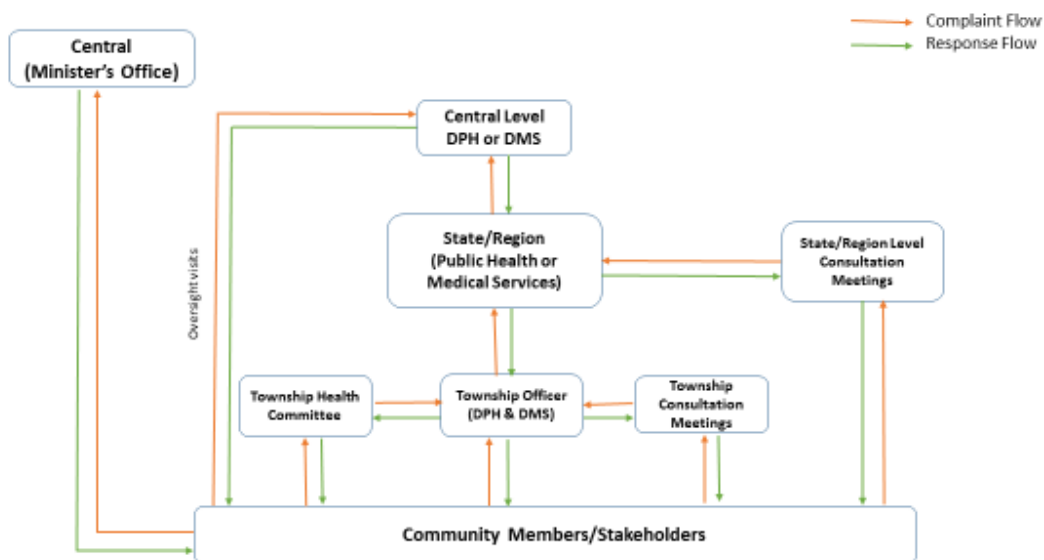 Complaint Flow
Response Flow
Central
(Minister's Office)
Central Level
DPH or DMS
State/Region
(Public Health or
Medical Services)
State/Region Level
Consultation
Meetings
Oversight visits
Township Health
Committee
Township Officer
(DPH & DMS)
Township
Consultation
Meetings
Community Members/Stakeholders